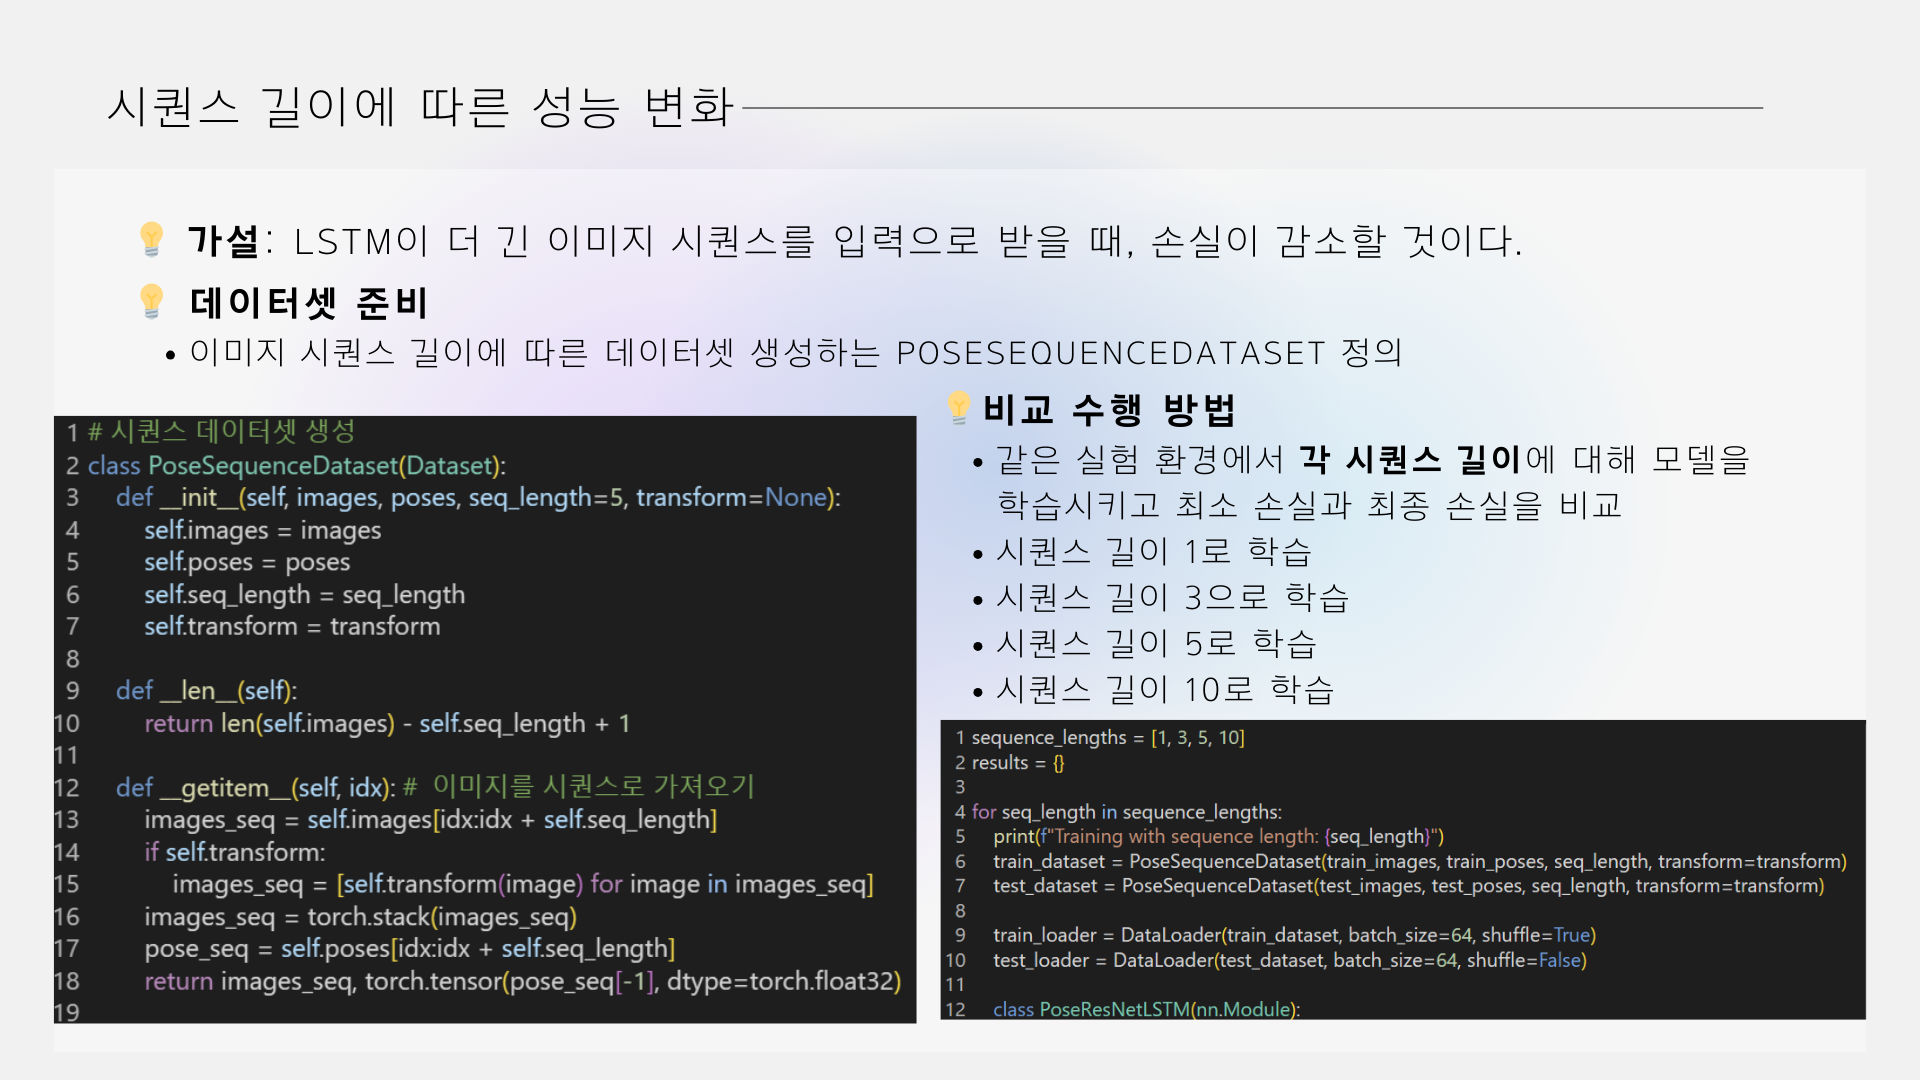 시퀀스 길이에 따른 성능 변화
가설: LSTM이 더 긴 이미지 시퀀스를 입력으로 받을 때, 손실이 감소할 것이다.
데이터셋 준비
• 이미지 시퀀스 길이에 따른 데이터셋 생성하는 POSESEQUENCEDATASET 정의
1 # 시퀀스 데이터셋 생성
2 class PoseSequenceDataset(Dataset):
3     def __init__(self, images, poses, seq_length=5, transform=None):
4         self.images = images
5         self.poses = poses
6         self.seq_length = seq_length
7         self.transform = transform
8
9     def __len__(self):
10         return len(self.images) - self.seq_length + 1
11
12     def __getitem__(self, idx): # 이미지를 시퀀스로 가져오기
13         images_seq = self.images[idx:idx + self.seq_length]
14         if self.transform:
15             images_seq = [self.transform(image) for image in images_seq]
16         images_seq = torch.stack(images_seq)
17         pose_seq = self.poses[idx:idx + self.seq_length]
18         return images_seq, torch.tensor(pose_seq[-1], dtype=torch.float32)
19
비교 수행 방법
• 같은 실험 환경에서 각 시퀀스 길이에 대해 모델을
학습시키고 최소 손실과 최종 손실을 비교
• 시퀀스 길이 1로 학습
• 시퀀스 길이 3으로 학습
• 시퀀스 길이 5로 학습
• 시퀀스 길이 10로 학습
1 sequence_lengths = [1, 3, 5, 10]
2 results = {}
3
4 for seq_length in sequence_lengths:
5     print(f"Training with sequence length: {seq_length}")
6     train_dataset = PoseSequenceDataset(train_images, train_poses, seq_length, transform=transform)
7     test_dataset = PoseSequenceDataset(test_images, test_poses, seq_length, transform=transform)
8
9     train_loader = DataLoader(train_dataset, batch_size=64, shuffle=True)
10     test_loader = DataLoader(test_dataset, batch_size=64, shuffle=False)
11
12     class PoseResNetLSTM(nn.Module):